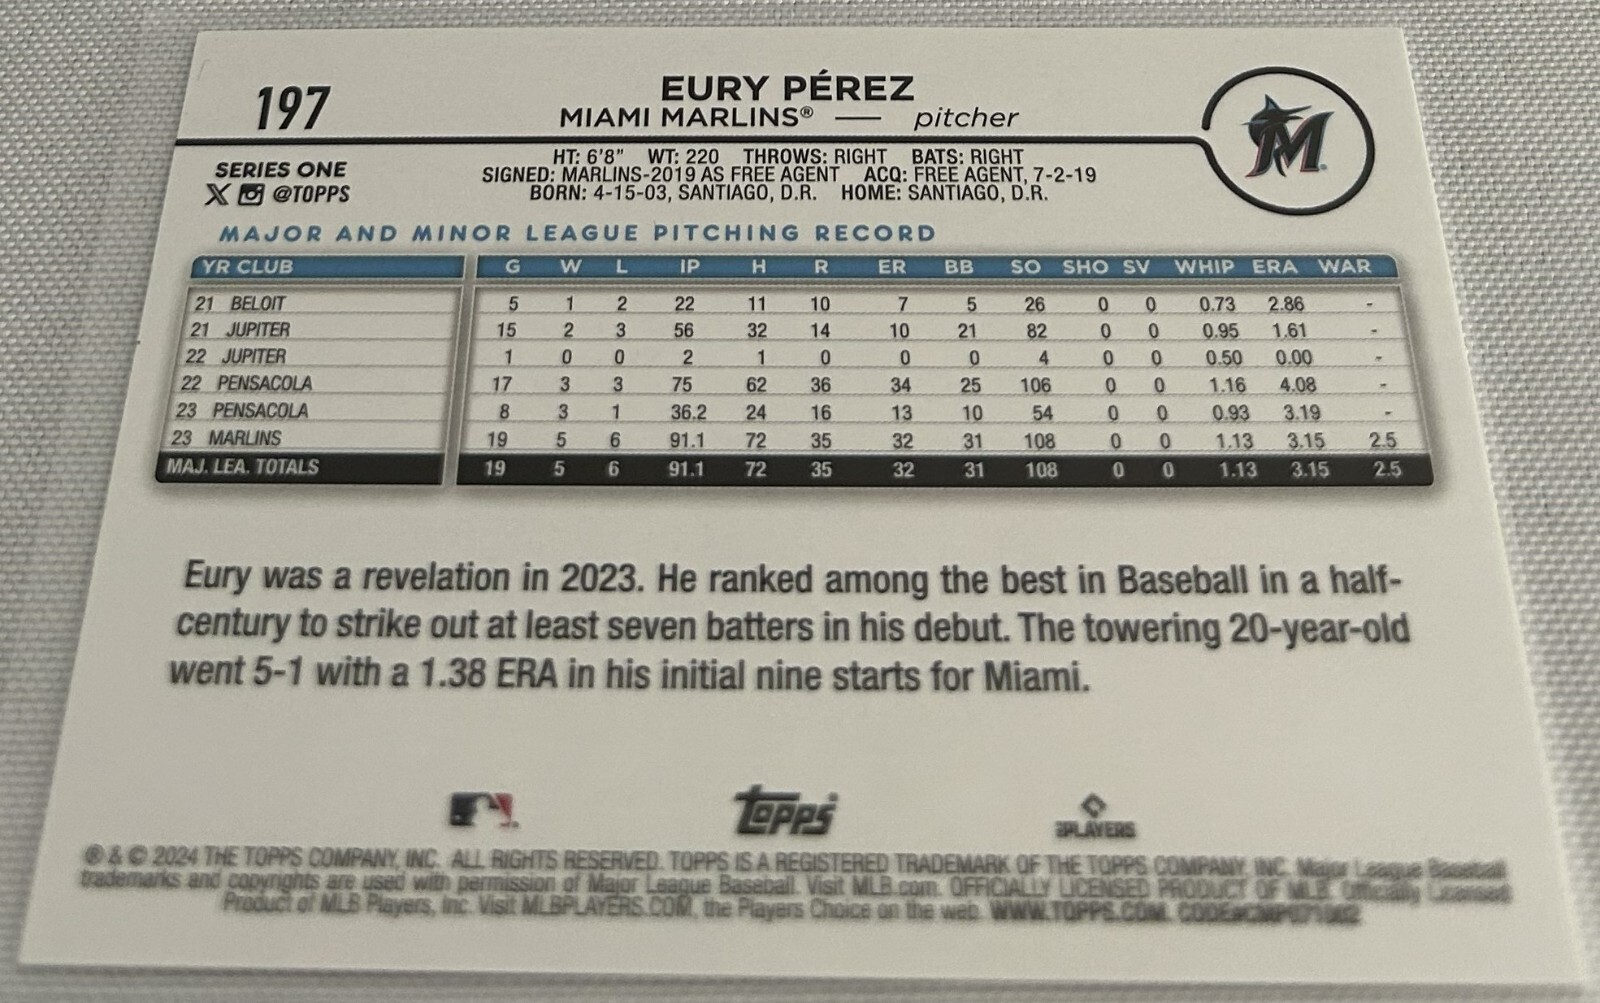 197
EURY PÉREZ
MIAMI MARLINS® — pitcher
M
SERIES ONE
X @TOPPS
HT: 6'8" WT: 220 THROWS: RIGHT BATS: RIGHT
SIGNED: MARLINS-2019 AS FREE AGENT ACQ: FREE AGENT, 7-2-19
BORN: 4-15-03, SANTIAGO, D.R. HOME: SANTIAGO, D.R.
MAJOR AND MINOR LEAGUE PITCHING RECORD
YR CLUB G W L IP H R ER BB SO SHO SV WHIP ERA WAR
21 BELOIT 5 1 2 22 11 10 7 5 26 0 0 0.73 2.86 -
21 JUPITER 15 2 3 56 32 14 10 21 82 0 0 0.95 1.61 -
22 JUPITER 1 0 0 2 1 0 0 0 4 0 0 0.50 0.00 -
22 PENSACOLA 17 3 3 75 62 36 34 25 106 0 0 1.16 4.08 -
23 PENSACOLA 8 3 1 36.2 24 16 13 10 54 0 0 0.93 3.19 -
23 MARLINS 19 5 6 91.1 72 35 32 31 108 0 0 1.13 3.15 2.5
MAJ. LEA. TOTALS 19 5 6 91.1 72 35 32 31 108 0 0 1.13 3.15 2.5
Eury was a revelation in 2023. He ranked among the best in Baseball in a half-
century to strike out at least seven batters in his debut. The towering 20-year-old
went 5-1 with a 1.38 ERA in his initial nine starts for Miami.
Topps
PLAYERS
® & © 2024 THE TOPPS COMPANY, INC. ALL RIGHTS RESERVED. TOPPS IS A REGISTERED TRADEMARK OF THE TOPPS COMPANY, INC. Major League Baseball
trademarks and copyrights are used with permission of Major League Baseball. Visit MLB.com. OFFICIALLY LICENSED PRODUCT OF MLB. Officially Licensed
Product of MLB Players, Inc. Visit MLBPLAYERS.COM, the Players Choice on the web. WWW.TOPPS.COM.